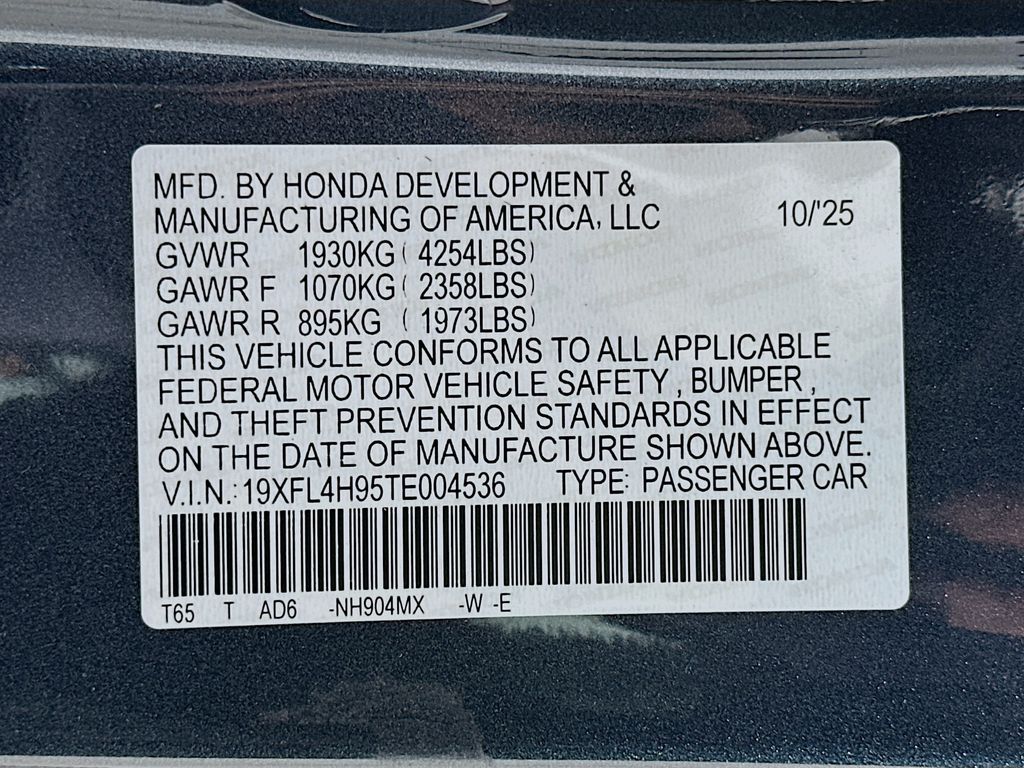 MFD. BY HONDA DEVELOPMENT &
MANUFACTURING OF AMERICA, LLC 10/'25
GVWR 1930KG ( 4254LBS)
GAWR F 1070KG ( 2358LBS)
GAWR R 895KG ( 1973LBS)
THIS VEHICLE CONFORMS TO ALL APPLICABLE
FEDERAL MOTOR VEHICLE SAFETY , BUMPER ,
AND THEFT PREVENTION STANDARDS IN EFFECT
ON THE DATE OF MANUFACTURE SHOWN ABOVE.
V.I.N.: 19XFL4H95TE004536 TYPE: PASSENGER CAR
T65 T AD6 -NH904MX -W -E